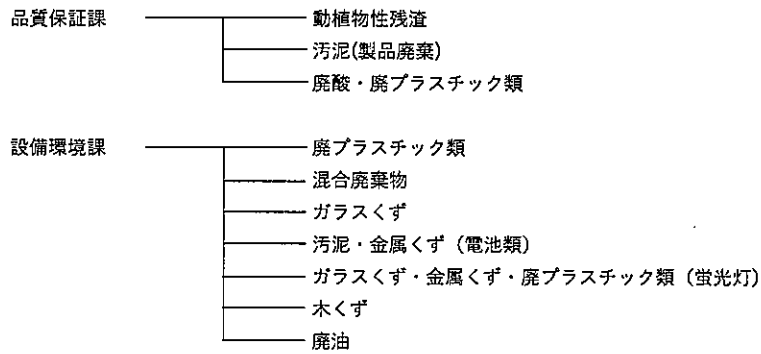 品質保証課 動植物性残渣
汚泥(製品廃棄)
廃酸・廃プラスチック類
設備環境課 廃プラスチック類
混合廃棄物
ガラスくず
汚泥・金属くず（電池類）
ガラスくず・金属くず・廃プラスチック類（蛍光灯）
木くず
廃油